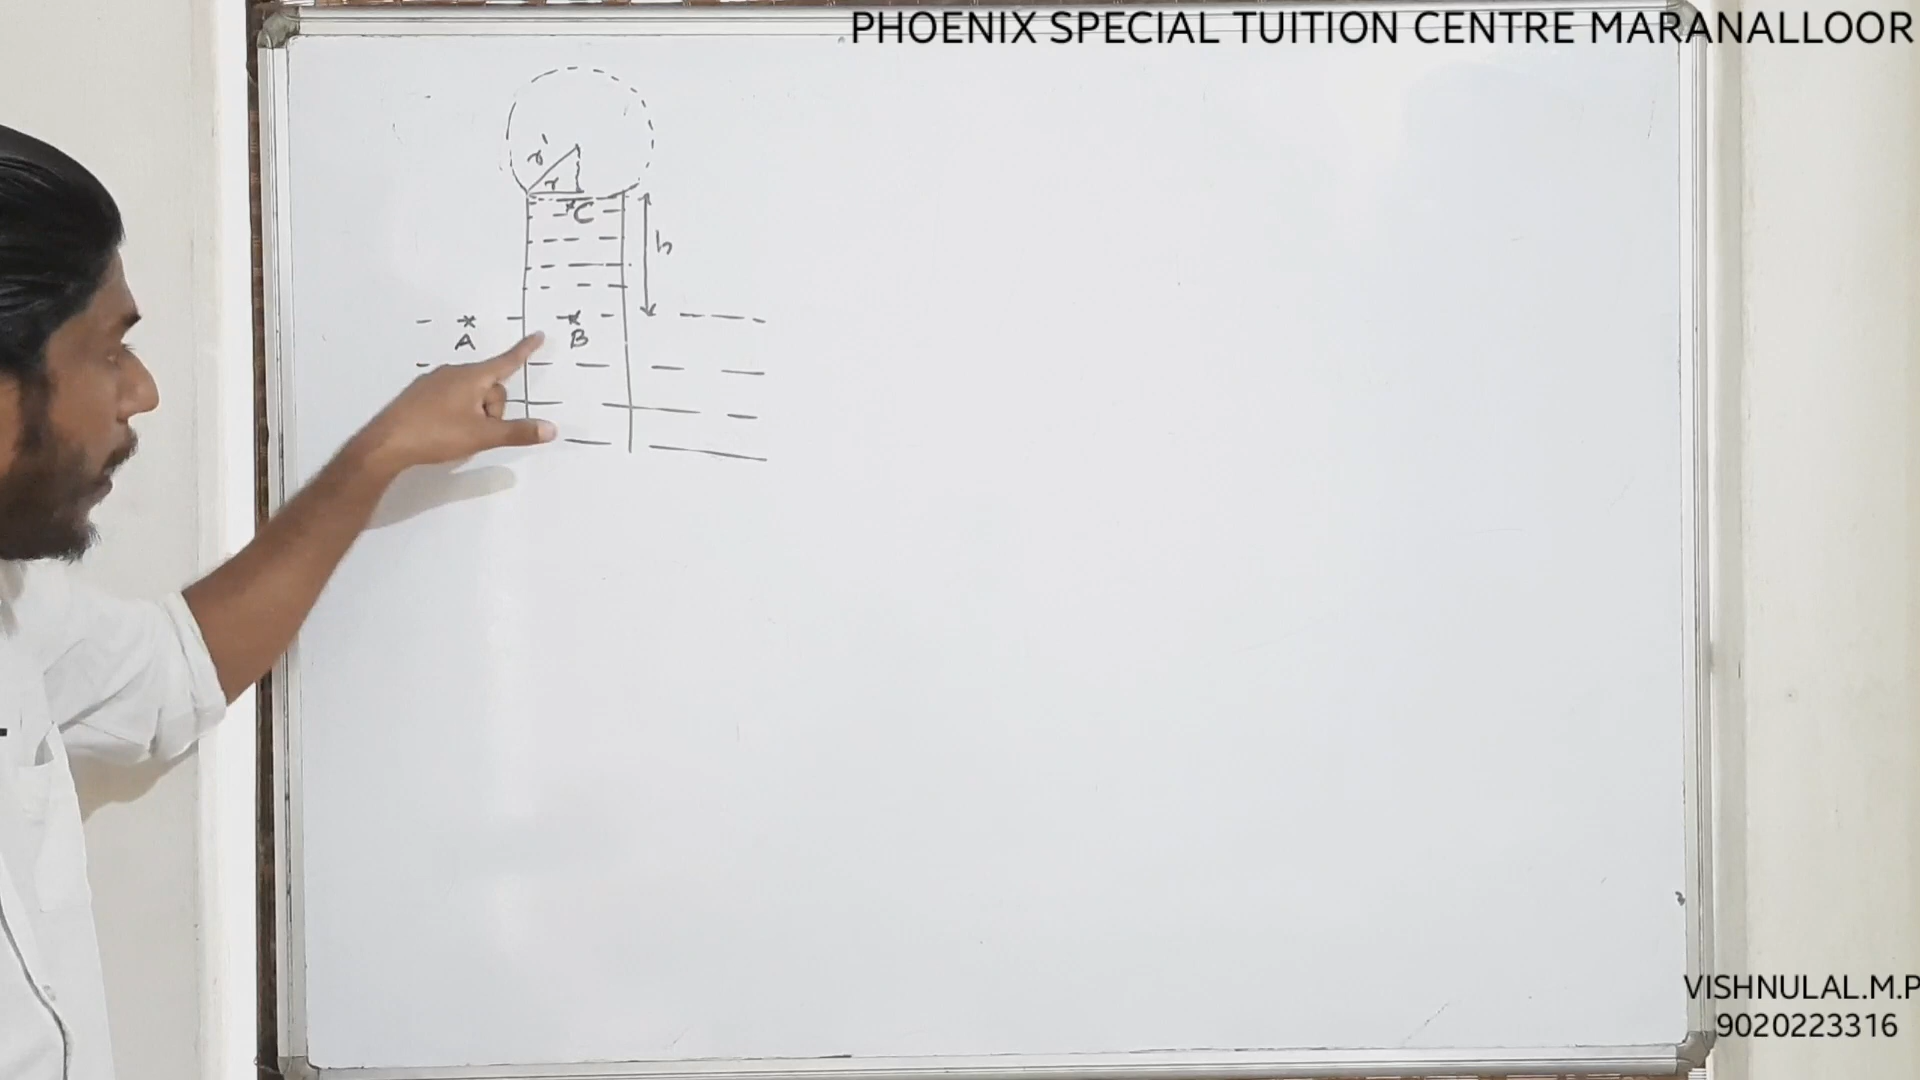 PHOENIX SPECIAL TUITION CENTRE MARANALLOOR
r'
r
C
h
A
B
VISHNULAL.M.P
9020223316